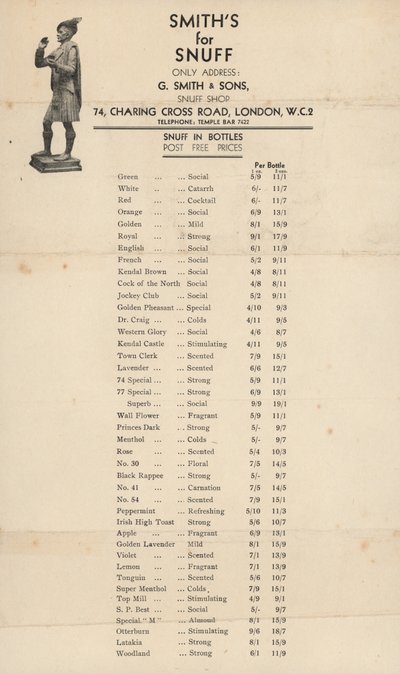 SMITH'S
for
SNUFF
ONLY ADDRESS:
G. SMITH & SONS,
SNUFF SHOP
74, CHARING CROSS ROAD, LONDON, W.C.2
TELEPHONE: TEMPLE BAR 7422
SNUFF IN BOTTLES
POST FREE PRICES
Per Bottle
1 oz. 2 ozs.
Green ... ... Social 5/9 11/1
White .. ... Catarrh 6/- 11/7
Red ... ... Cocktail 6/- 11/7
Orange ... ... Social 6/9 13/1
Golden ... ... Mild 8/1 15/9
Royal ... ... Strong 9/1 17/9
English ... ... Social 6/1 11/9
French ... ... Social 5/2 9/11
Kendal Brown ... Social 4/8 8/11
Cock of the North Social 4/8 8/11
Jockey Club ... Social 5/2 9/11
Golden Pheasant ... Special 4/10 9/3
Dr. Craig ... ... Colds 4/11 9/5
Western Glory ... Social 4/6 8/7
Kendal Castle ... Stimulating 4/11 9/5
Town Clerk ... Scented 7/9 15/1
Lavender ... ... Scented 6/6 12/7
74 Special ... ... Strong 5/9 11/1
77 Special ... ... Strong 6/9 13/1
Superb ... ... Social 9/9 19/1
Wall Flower ... Fragrant 5/9 11/1
Princes Dark ... Strong 5/- 9/7
Menthol ... ... Colds 5/- 9/7
Rose ... ... Scented 5/4 10/3
No. 30 ... ... Floral 7/5 14/5
Black Rappee ... Strong 5/- 9/7
No. 41 ... ... Carnation 7/5 14/5
No. 54 ... ... Scented 7/9 15/1
Peppermint ... Refreshing 5/10 11/3
Irish High Toast Strong 5/6 10/7
Apple ... ... Fragrant 6/9 13/1
Golden Lavender Mild 8/1 15/9
Violet ... ... Scented 7/1 13/9
Lemon ... ... Fragrant 7/1 13/9
Tonguin ... ... Scented 5/6 10/7
Super Menthol ... Colds 7/9 15/1
Top Mill ... ... Stimulating 4/9 9/1
S. P. Best ... ... Social 5/- 9/7
Special "M" ... Almond 8/1 15/9
Otterburn ... Stimulating 9/6 18/7
Latakia ... Strong 8/1 15/9
Woodland ... Strong 6/1 11/9